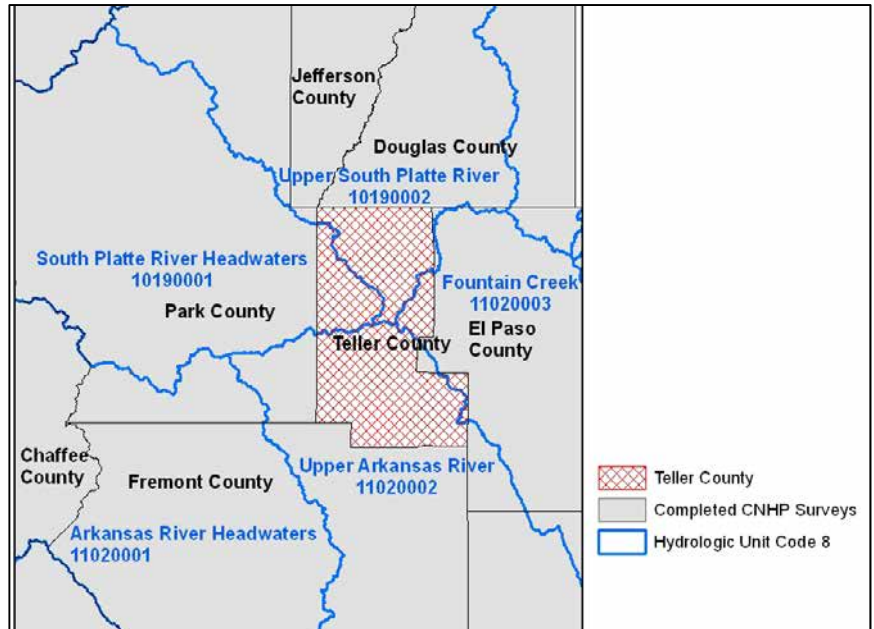 Jefferson
County
Douglas County
Upper South Platte River
10190002
South Platte River Headwaters
10190001
Park County
Fountain Creek
11020003
El Paso
County
Teller County
Chaffee
County
Fremont County
Upper Arkansas River
11020002
Arkansas River Headwaters
11020001
Teller County
Completed CNHP Surveys
Hydrologic Unit Code 8